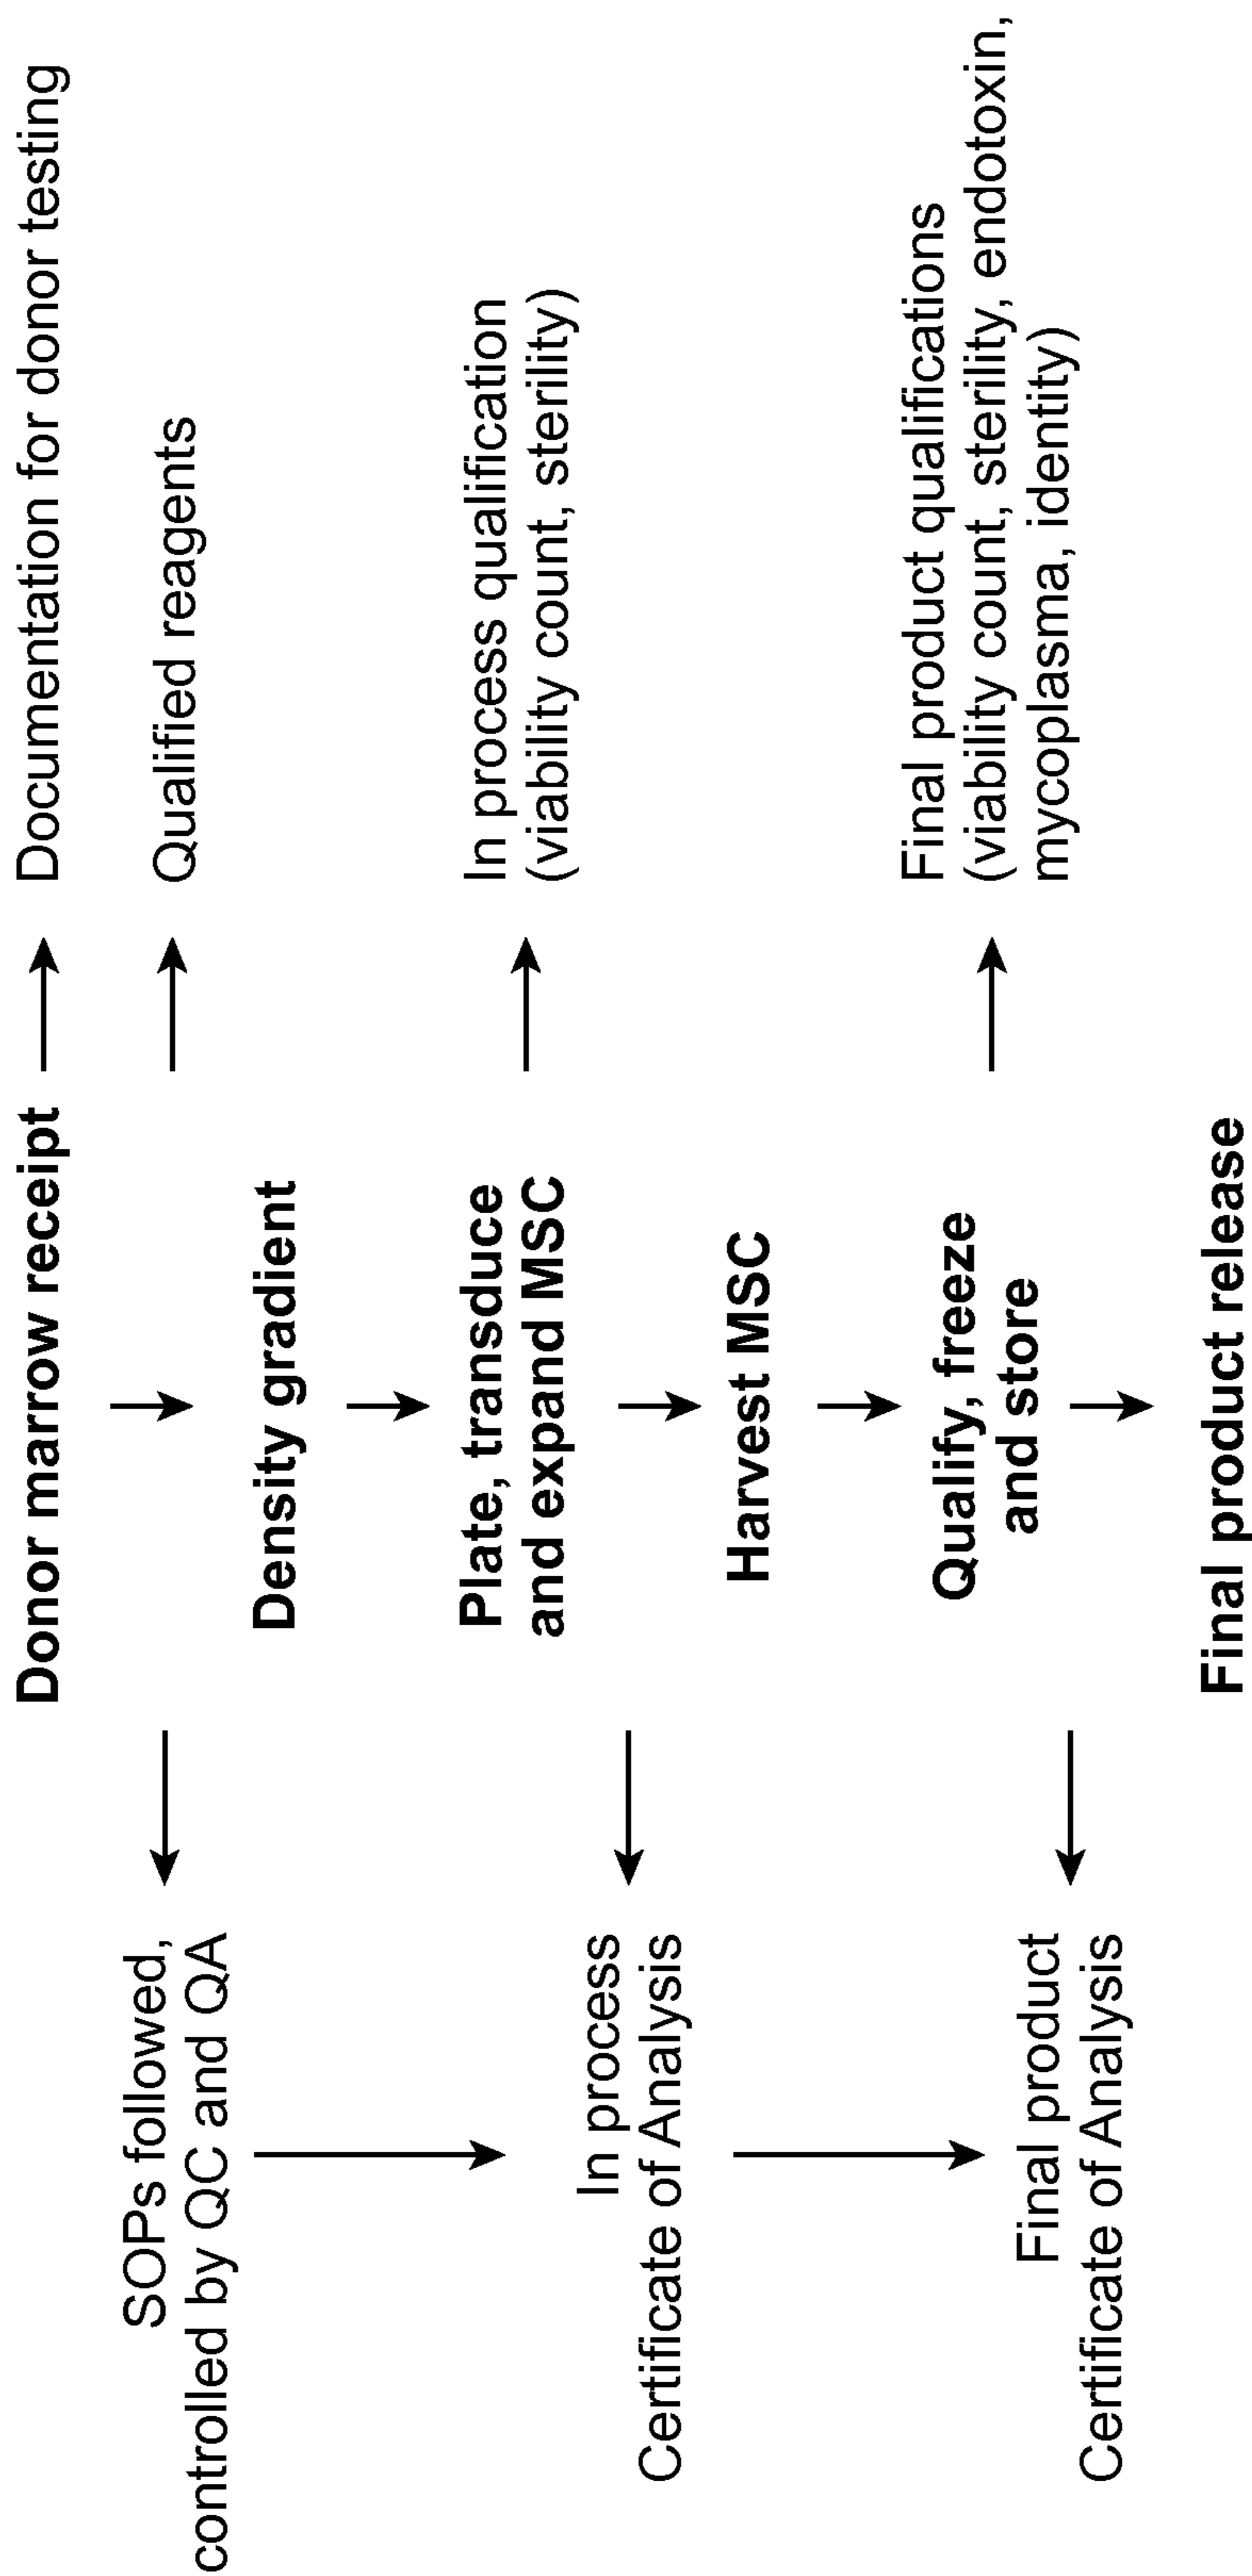 Donor marrow receipt
Documentation for donor testing
SOPs followed,
controlled by QC and QA
Qualified reagents
Density gradient
Plate, transduce
and expand MSC
In process qualification
(viability count, sterility)
In process
Certificate of Analysis
Harvest MSC
Qualify, freeze
and store
Final product qualifications
(viability count, sterility, endotoxin,
mycoplasma, identity)
Final product
Certificate of Analysis
Final product release